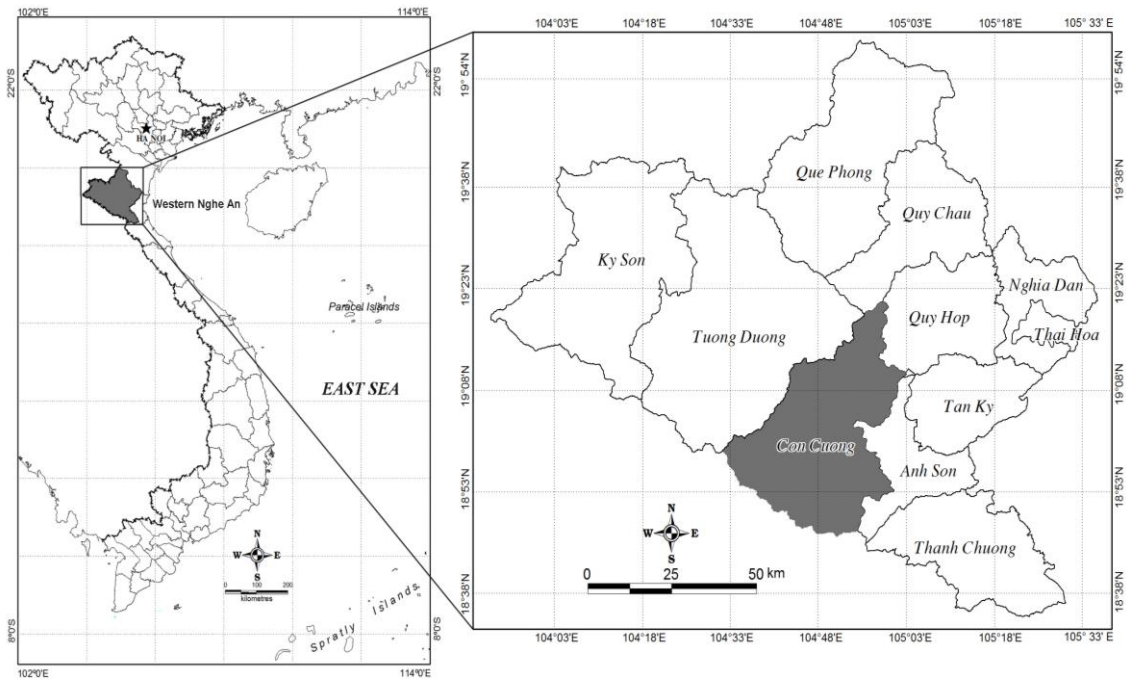 102°0'E
114°0'E
22°0'S
22°0'S
HA NOI
Western Nghe An
Paracel Islands
EAST SEA
N
W
E
S
0 100 200
kilometres
Spratly Islands
8°0'S
8°0'S
102°0'E
114°0'E
104°03'E 104°18'E 104°33'E 104°48'E 105°03'E 105°18'E 105° 33'E
19° 54'N
19° 54'N
Que Phong
19°38'N
19°38'N
Quy Chau
Ky Son
19°23'N
Nghia Dan
19°23'N
Quy Hop
Thai Hoa
Tuong Duong
19°08'N
19°08'N
Tan Ky
Con Cuong
Anh Son
18°53'N
18°53'N
N
W
E
S
Thanh Chuong
0 25 50 km
18°38'N
18°38'N
104°03'E 104°18'E 104°33'E 104°48'E 105°03'E 105°18'E 105° 33'E